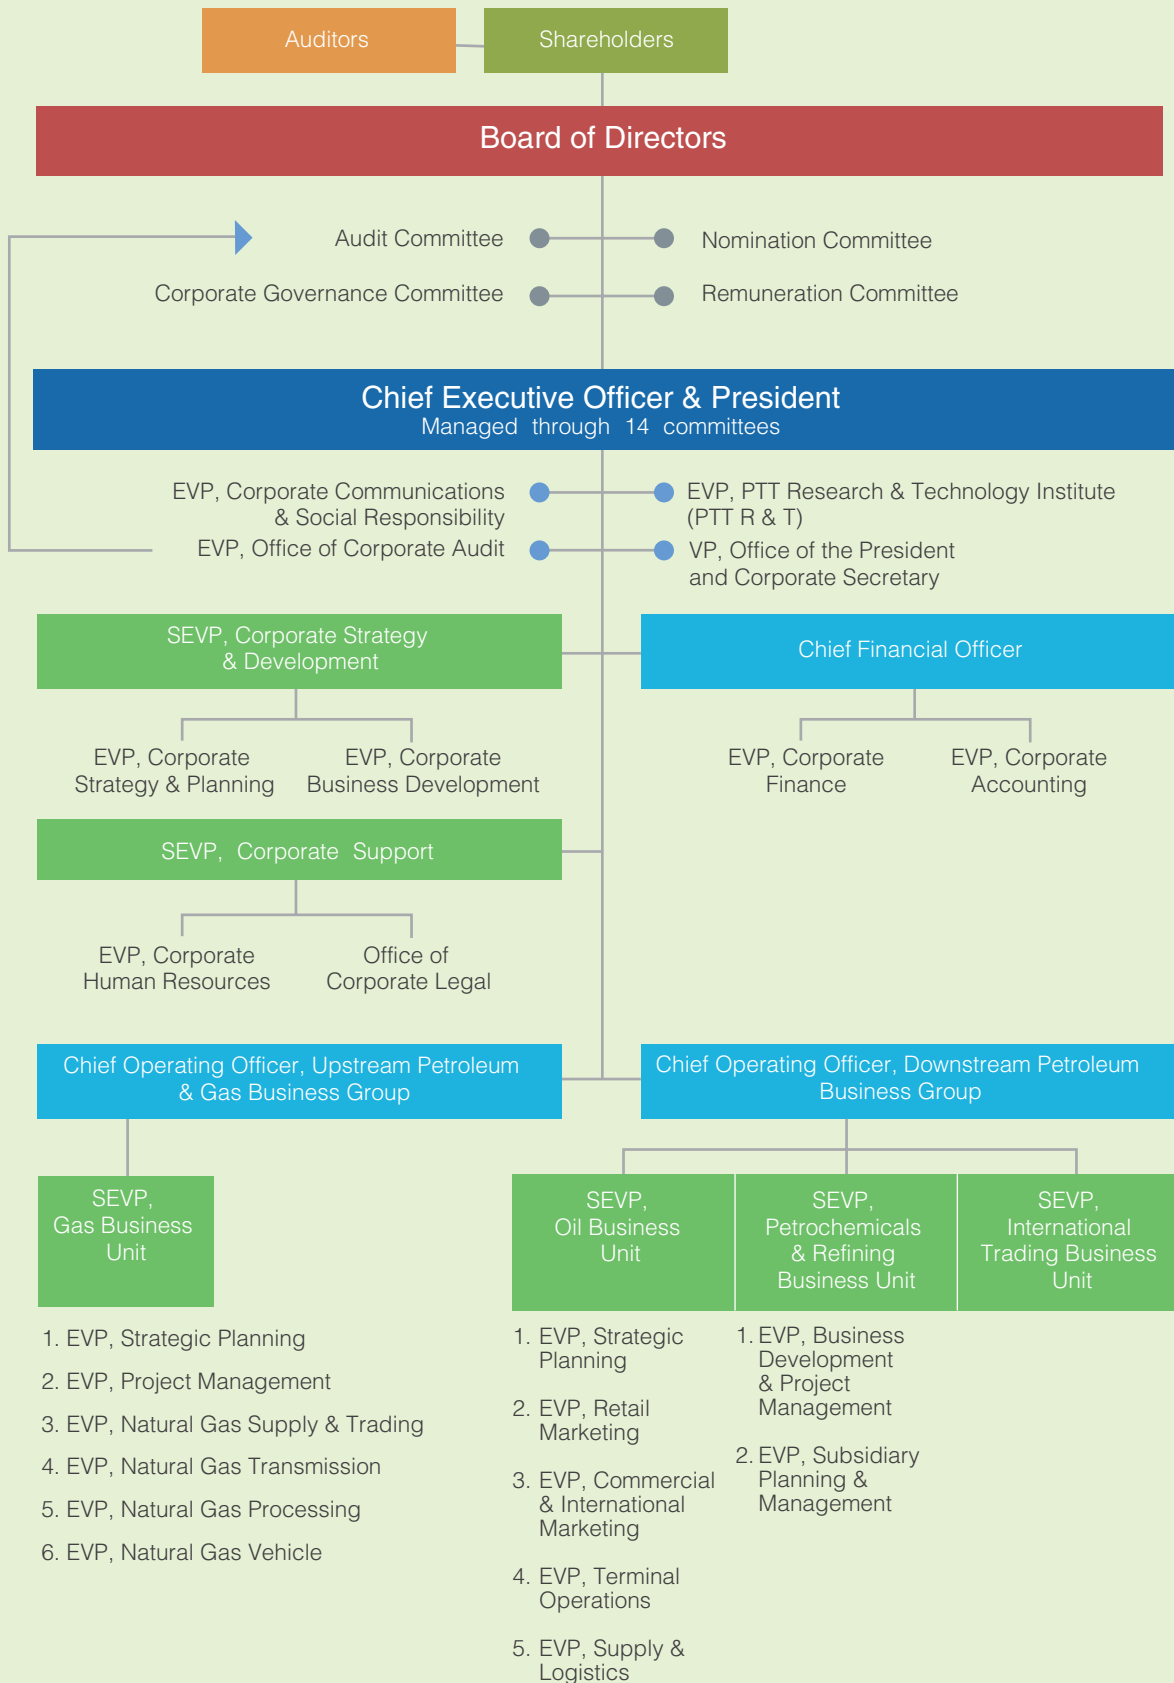 Auditors
Shareholders
Board of Directors
Audit Committee
Nomination Committee
Corporate Governance Committee
Remuneration Committee
Chief Executive Officer & President
Managed through 14 committees
EVP, Corporate Communications
& Social Responsibility
EVP, PTT Research & Technology Institute
(PTT R & T)
EVP, Office of Corporate Audit
VP, Office of the President
and Corporate Secretary
SEVP, Corporate Strategy
& Development
Chief Financial Officer
EVP, Corporate
Strategy & Planning
EVP, Corporate
Business Development
EVP, Corporate
Finance
EVP, Corporate
Accounting
SEVP, Corporate Support
EVP, Corporate
Human Resources
Office of
Corporate Legal
Chief Operating Officer, Upstream Petroleum
& Gas Business Group
Chief Operating Officer, Downstream Petroleum
Business Group
SEVP,
Gas Business
Unit
1. EVP, Strategic Planning
2. EVP, Project Management
3. EVP, Natural Gas Supply & Trading
4. EVP, Natural Gas Transmission
5. EVP, Natural Gas Processing
6. EVP, Natural Gas Vehicle
SEVP,
Oil Business
Unit
1. EVP, Strategic
Planning
2. EVP, Retail
Marketing
3. EVP, Commercial
& International
Marketing
4. EVP, Terminal
Operations
5. EVP, Supply &
Logistics
SEVP,
Petrochemicals
& Refining
Business Unit
1. EVP, Business
Development
& Project
Management
2. EVP, Subsidiary
Planning &
Management
SEVP,
International
Trading Business
Unit